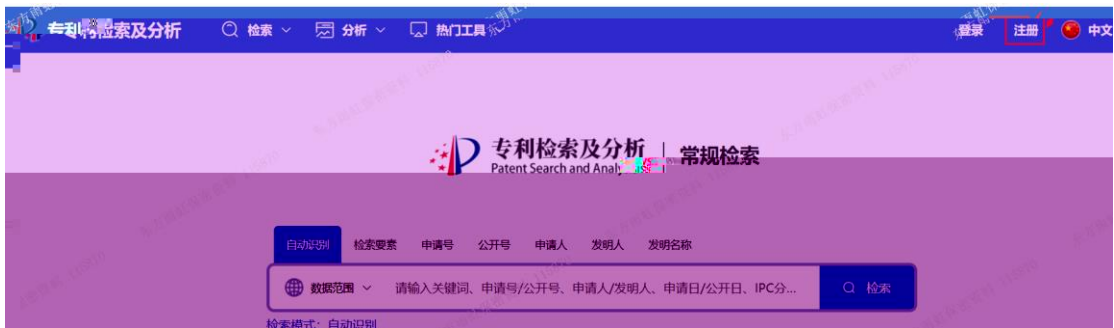 专利检索及分析 检索 分析 热门工具 登录 注册 中文
专利检索及分析 | 常规检索
Patent Search and Analysis
自动识别 检索要素 申请号 公开号 申请人 发明人 发明名称
数据范围 请输入关键词、申请号/公开号、申请人/发明人、申请日/公开日、IPC分... 检索
检索模式：自动识别